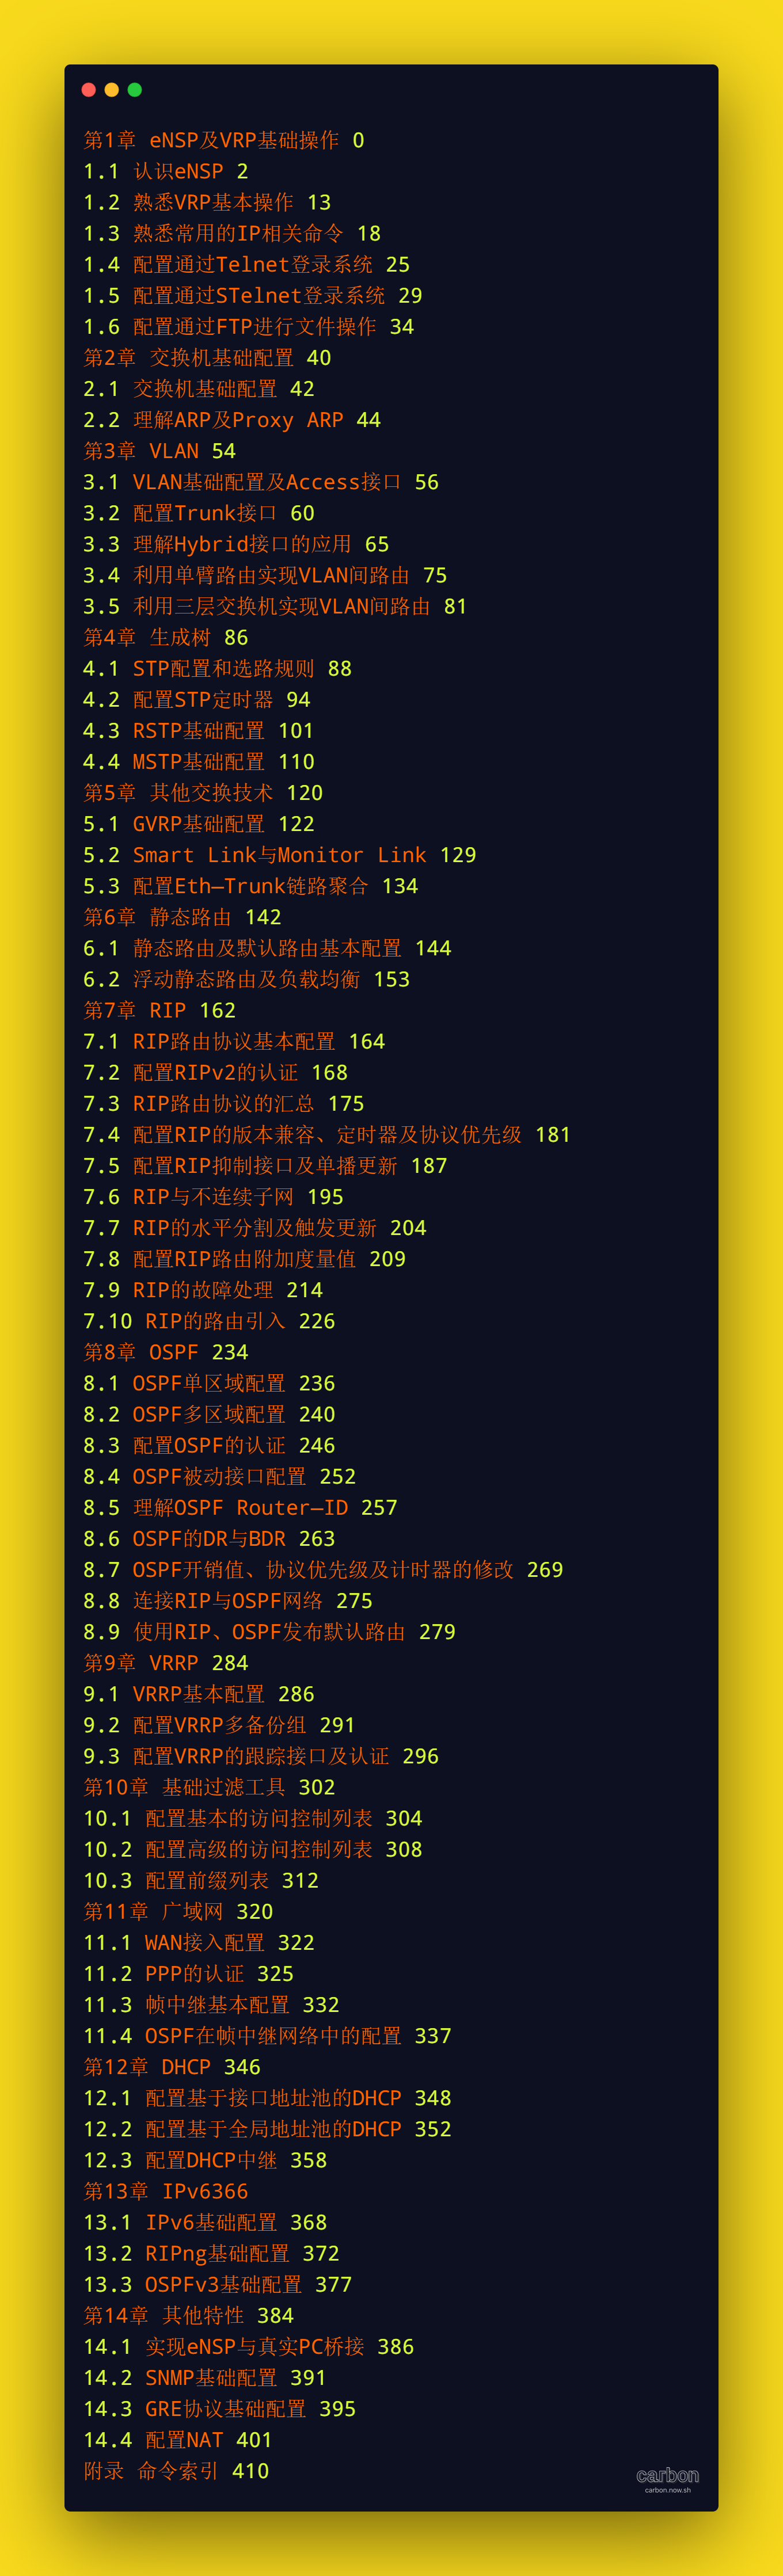 第1章 eNSP及VRP基础操作 0
1.1 认识eNSP 2
1.2 熟悉VRP基本操作 13
1.3 熟悉常用的IP相关命令 18
1.4 配置通过Telnet登录系统 25
1.5 配置通过STelnet登录系统 29
1.6 配置通过FTP进行文件操作 34
第2章 交换机基础配置 40
2.1 交换机基础配置 42
2.2 理解ARP及Proxy ARP 44
第3章 VLAN 54
3.1 VLAN基础配置及Access接口 56
3.2 配置Trunk接口 60
3.3 理解Hybrid接口的应用 65
3.4 利用单臂路由实现VLAN间路由 75
3.5 利用三层交换机实现VLAN间路由 81
第4章 生成树 86
4.1 STP配置和选路规则 88
4.2 配置STP定时器 94
4.3 RSTP基础配置 101
4.4 MSTP基础配置 110
第5章 其他交换技术 120
5.1 GVRP基础配置 122
5.2 Smart Link与Monitor Link 129
5.3 配置Eth—Trunk链路聚合 134
第6章 静态路由 142
6.1 静态路由及默认路由基本配置 144
6.2 浮动静态路由及负载均衡 153
第7章 RIP 162
7.1 RIP路由协议基本配置 164
7.2 配置RIPv2的认证 168
7.3 RIP路由协议的汇总 175
7.4 配置RIP的版本兼容、定时器及协议优先级 181
7.5 配置RIP抑制接口及单播更新 187
7.6 RIP与不连续子网 195
7.7 RIP的水平分割及触发更新 204
7.8 配置RIP路由附加度量值 209
7.9 RIP的故障处理 214
7.10 RIP的路由引入 226
第8章 OSPF 234
8.1 OSPF单区域配置 236
8.2 OSPF多区域配置 240
8.3 配置OSPF的认证 246
8.4 OSPF被动接口配置 252
8.5 理解OSPF Router—ID 257
8.6 OSPF的DR与BDR 263
8.7 OSPF开销值、协议优先级及计时器的修改 269
8.8 连接RIP与OSPF网络 275
8.9 使用RIP、OSPF发布默认路由 279
第9章 VRRP 284
9.1 VRRP基本配置 286
9.2 配置VRRP多备份组 291
9.3 配置VRRP的跟踪接口及认证 296
第10章 基础过滤工具 302
10.1 配置基本的访问控制列表 304
10.2 配置高级的访问控制列表 308
10.3 配置前缀列表 312
第11章 广域网 320
11.1 WAN接入配置 322
11.2 PPP的认证 325
11.3 帧中继基本配置 332
11.4 OSPF在帧中继网络中的配置 337
第12章 DHCP 346
12.1 配置基于接口地址池的DHCP 348
12.2 配置基于全局地址池的DHCP 352
12.3 配置DHCP中继 358
第13章 IPv6366
13.1 IPv6基础配置 368
13.2 RIPng基础配置 372
13.3 OSPFv3基础配置 377
第14章 其他特性 384
14.1 实现eNSP与真实PC桥接 386
14.2 SNMP基础配置 391
14.3 GRE协议基础配置 395
14.4 配置NAT 401
附录 命令索引 410
carbon
carbon.now.sh